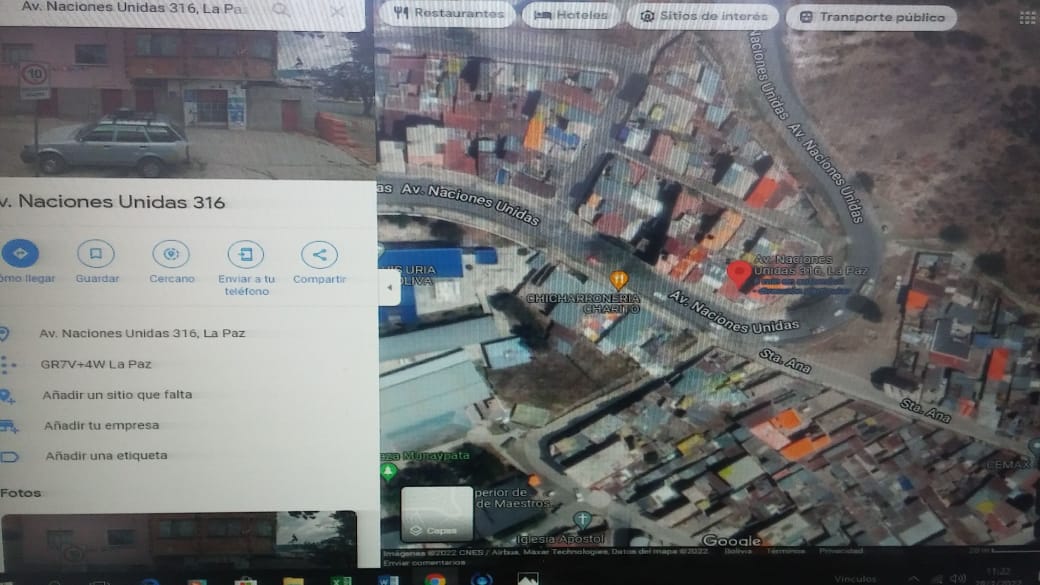 Av. Naciones Unidas 316, La Pa
Restaurantes
Hoteles
Sitios de interés
Transporte público
10
v. Naciones Unidas 316
ómo llegar
Guardar
Cercano
Enviar a tu
teléfono
Compartir
Av. Naciones Unidas 316, La Paz
GR7V+4W La Paz
Añadir un sitio que falta
Añadir tu empresa
Añadir una etiqueta
Fotos
Naciones Unidas
Av. Naciones Unidas
as
Av. Naciones Unidas
URIA
OLIVA
CHICHARRONERIA
CHARITO
Av. Naciones
Unidas 316, La Paz
Av. Naciones Unidas
Sta. Ana
Sta. Ana
CEMAX
za Munaypata
perior de
de Maestros
Capas
Iglesia Apostol
Google
Imágenes ©2022 CNES / Airbus, Maxar Technologies, Datos del mapa ©2022
Bolivia
Términos
Privacidad
20 m
Enviar comentarios
Vínculos
11:22